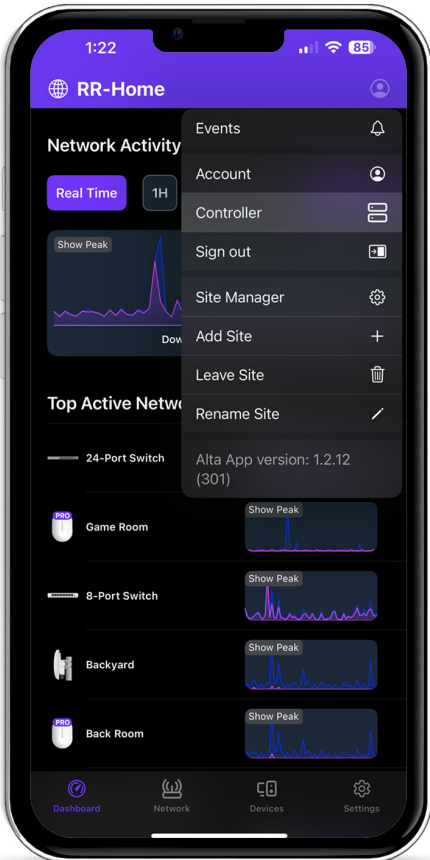 1:22
85
RR-Home
Events
Network Activity
Account
Real Time
1H
Controller
Show Peak
Sign out
Site Manager
Add Site
Leave Site
Top Active
Rename Site
24-Port Switch
Alta App version: 1.2.12
(301)
Show Peak
PRO
Game Room
Show Peak
8-Port Switch
Show Peak
Backyard
Show Peak
PRO
Back Room
Dashboard
Network
Devices
Settings